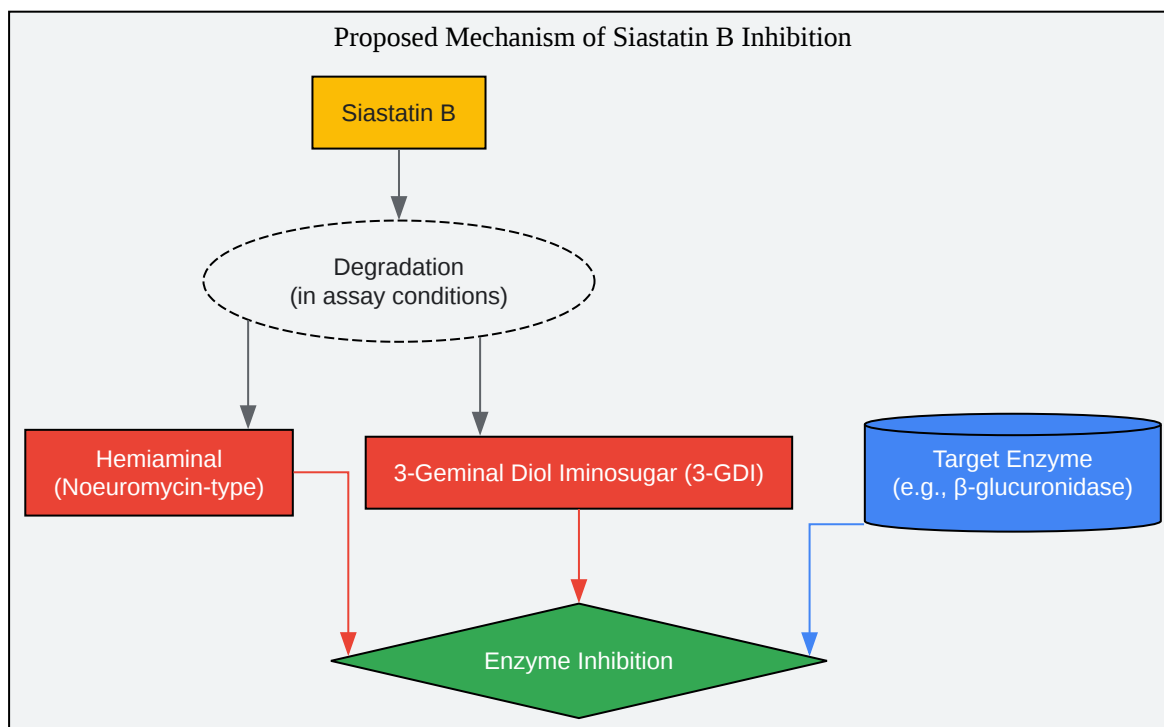 Proposed Mechanism of Siastatin B Inhibition
Siastatin B
Degradation
(in assay conditions)
Hemiaminal
(Noeuromycin-type)
3-Geminal Diol Iminosugar (3-GDI)
Target Enzyme
(e.g., β-glucuronidase)
Enzyme Inhibition